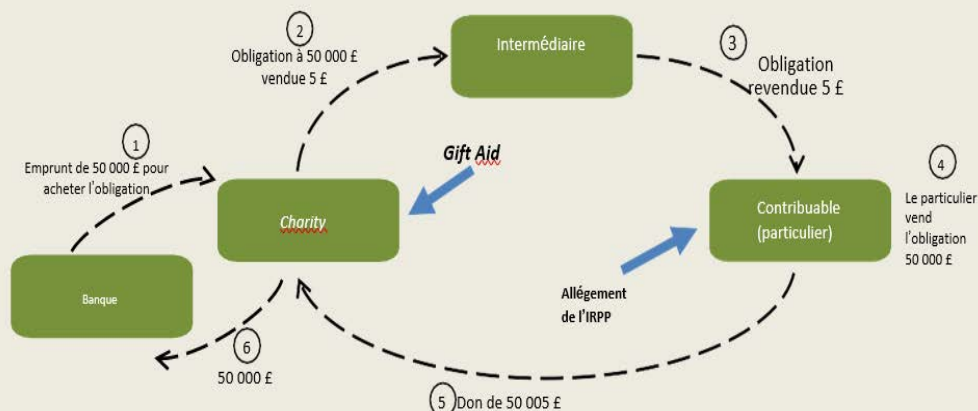 1
Emprunt de 50 000 £ pour
acheter l'obligation
Banque
2
Obligation à 50 000 £
vendue 5 £
Intermédiaire
3
Obligation
revendue 5 £
Gift Aid
Charity
4
Le particulier
vend
l'obligation
50 000 £
Contribuable
(particulier)
Allégement
de l'IRPP
5 Don de 50 005 £
6
50 000 £